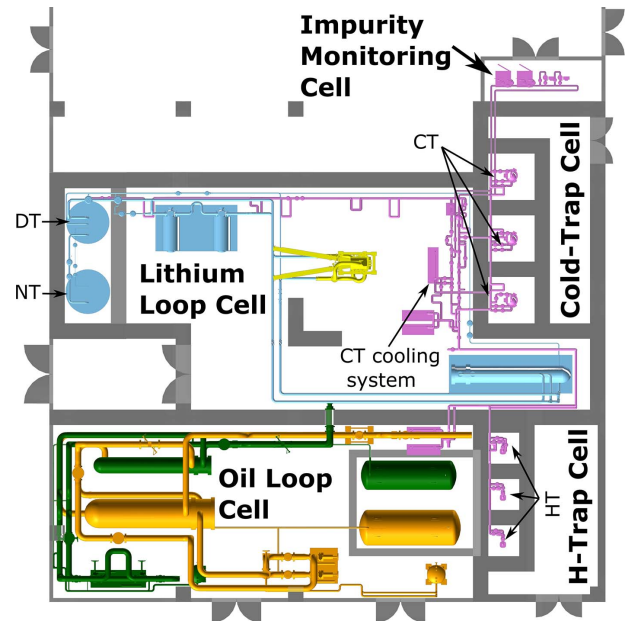 Impurity
Monitoring
Cell
CT
Cold-Trap Cell
DT
NT
Lithium
Loop Cell
CT cooling
system
Oil Loop
Cell
HT
H-Trap Cell